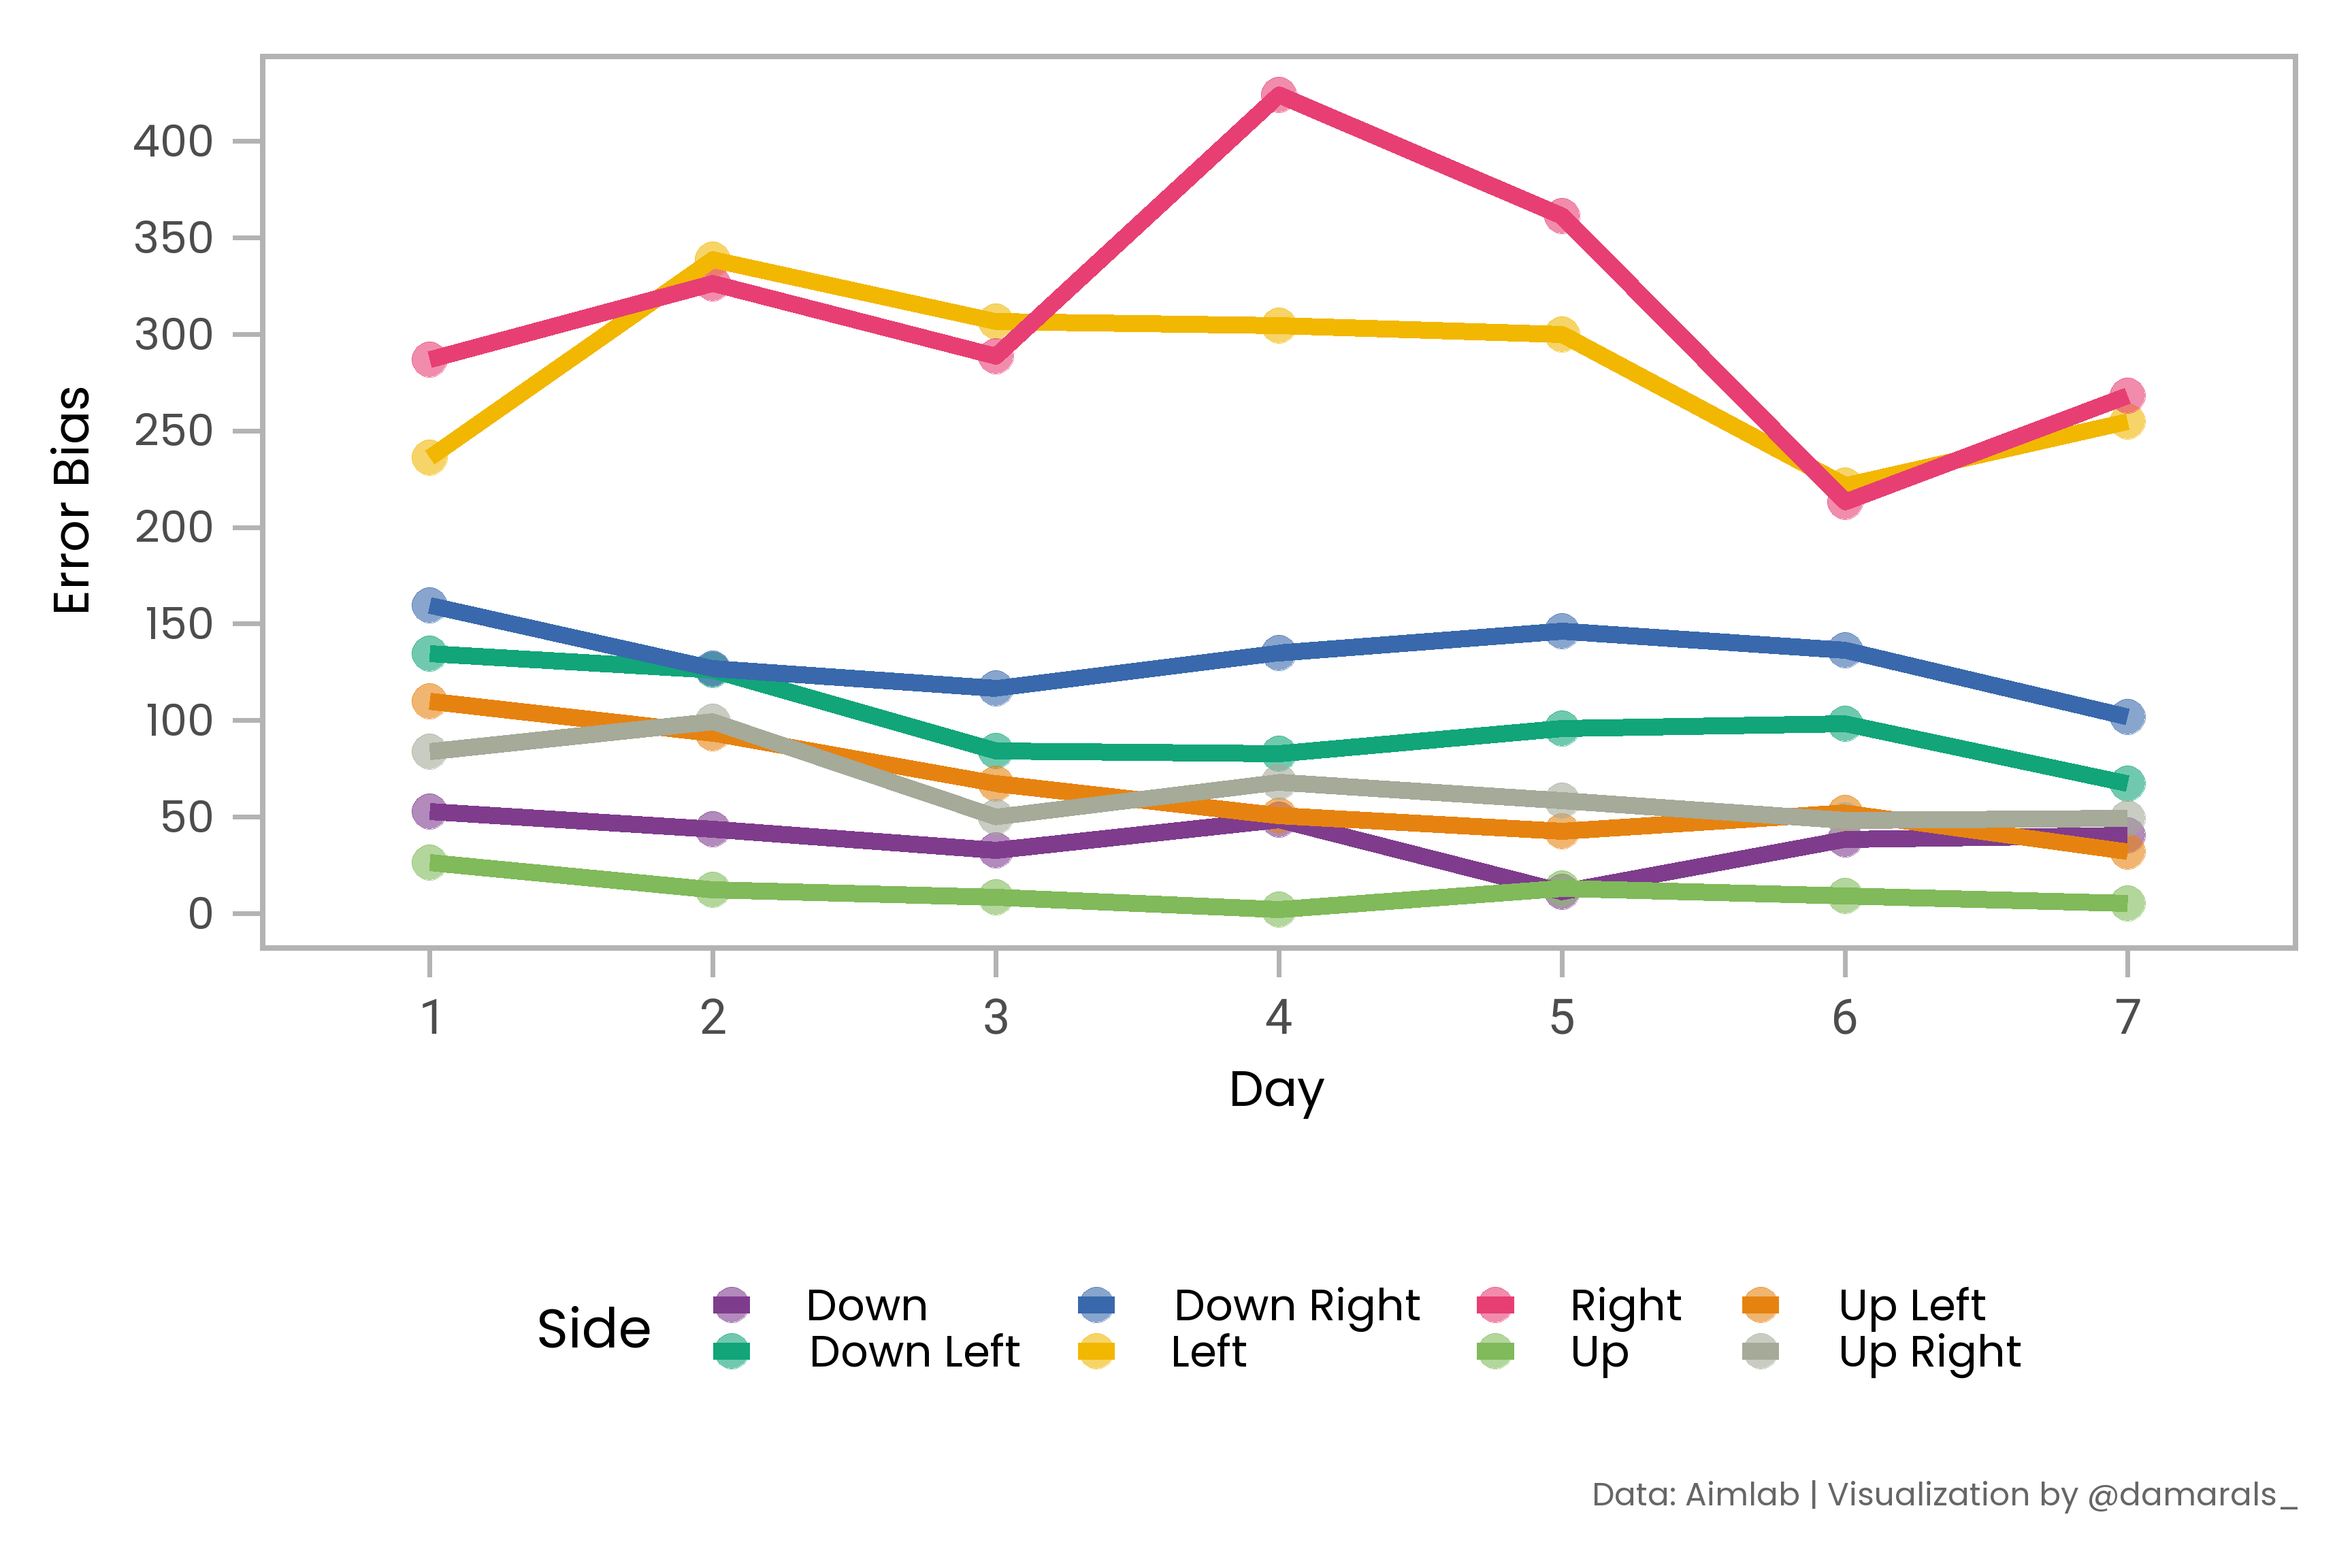 Error Bias
400
350
300
250
200
150
100
50
0
1 2 3 4 5 6 7
Day
Side
Down Down Right Right Up Left
Down Left Left Up Up Right
Data: Aimlab | Visualization by @damarals_